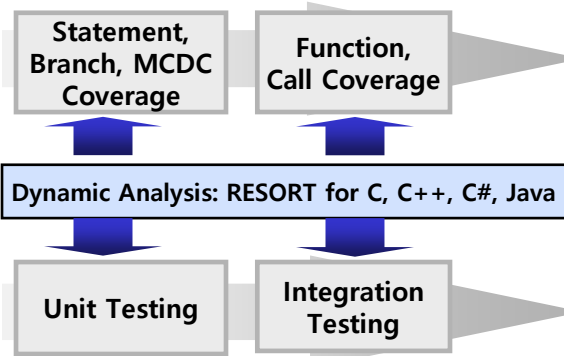 Statement,
Branch, MCDC
Coverage
Function,
Call Coverage
Dynamic Analysis: RESORT for C, C++, C#, Java
Unit Testing
Integration
Testing